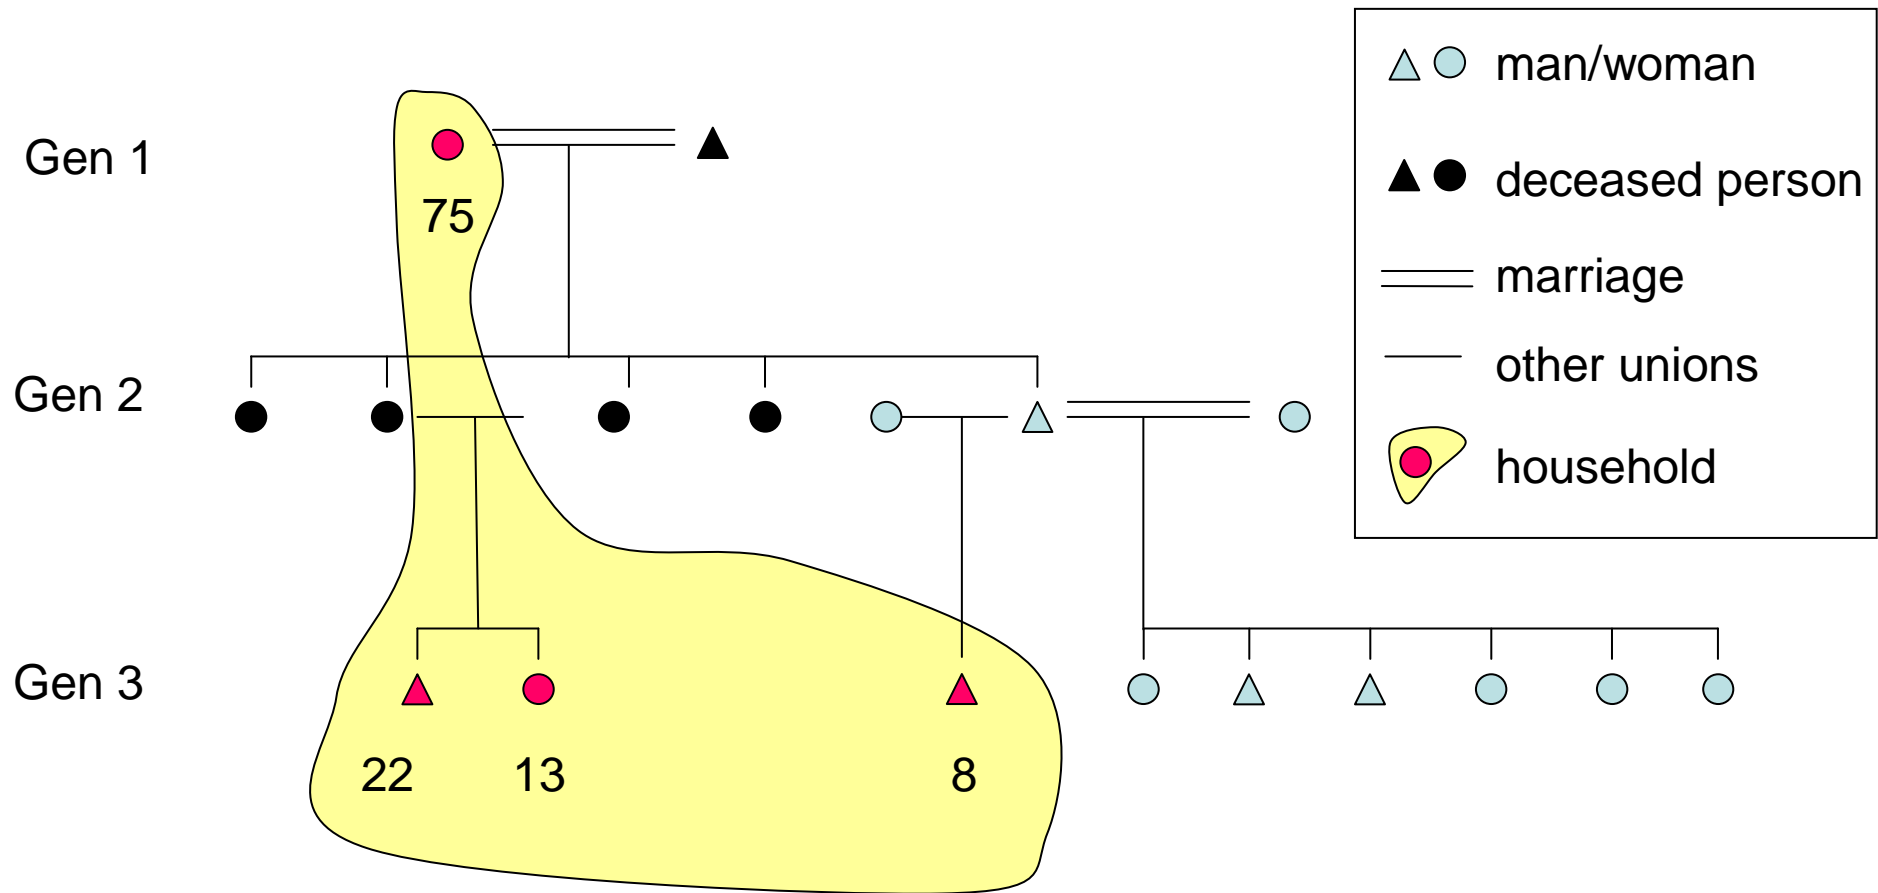 Gen 1
75
Gen 2
Gen 3
22
13
8
man/woman
deceased person
marriage
other unions
household